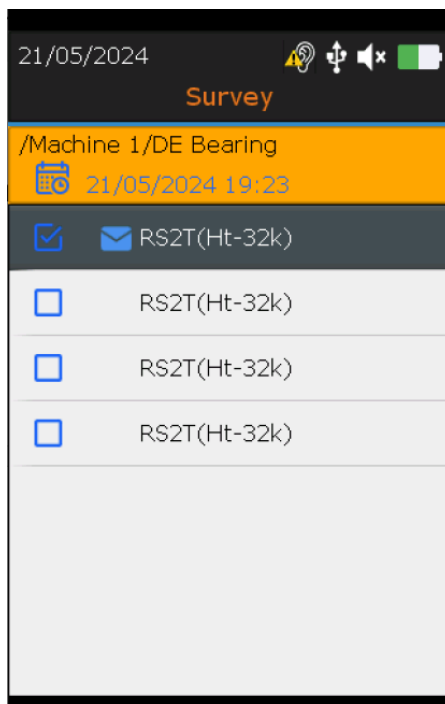 21/05/2024
Survey
/Machine 1/DE Bearing
21/05/2024 19:23
RS2T(Ht-32k)
RS2T(Ht-32k)
RS2T(Ht-32k)
RS2T(Ht-32k)